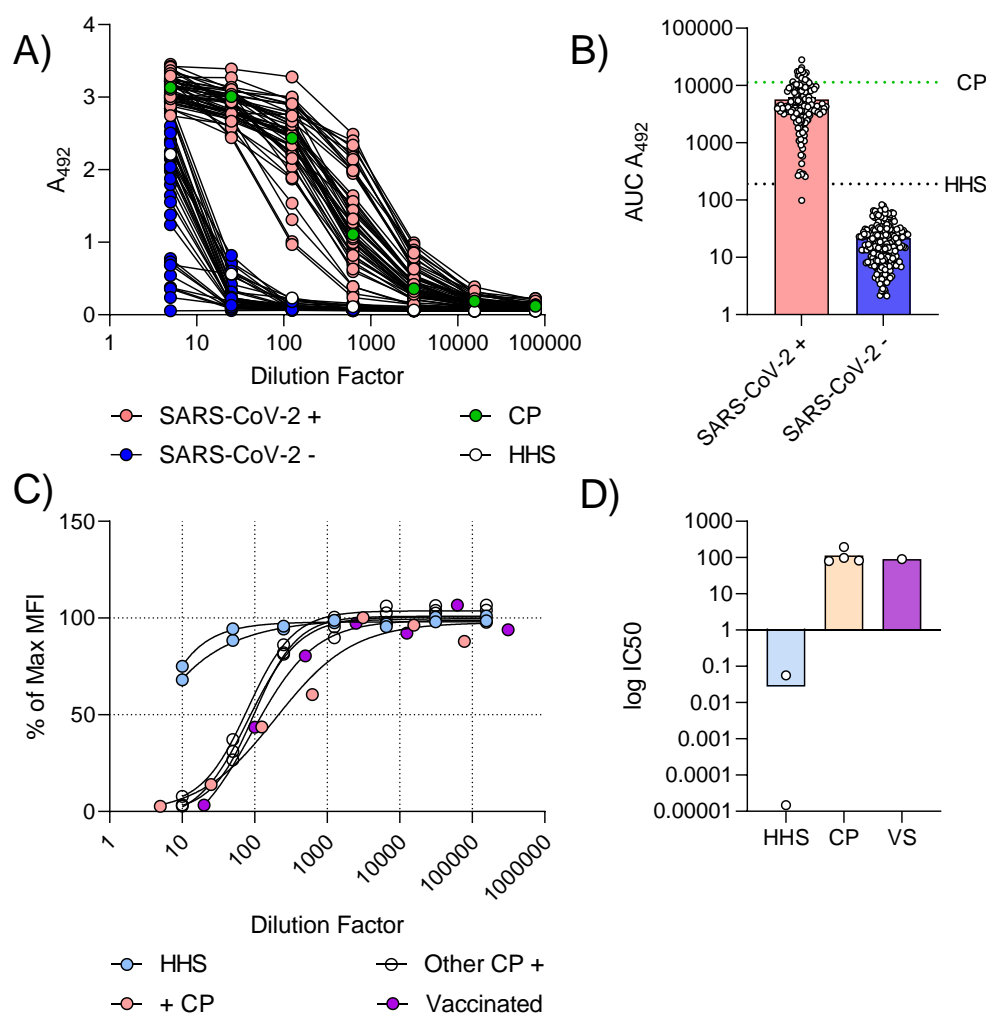 A)
4
3
2
1
0
A492
1
10
100
1000
10000
100000
Dilution Factor
SARS-CoV-2 +
CP
SARS-CoV-2 -
HHS
B)
100000
10000
1000
100
10
1
AUC A492
CP
HHS
SARS-CoV-2 +
SARS-CoV-2 -
C)
150
100
50
0
% of Max MFI
1
10
100
1000
10000
100000
1000000
Dilution Factor
HHS
Other CP +
+ CP
Vaccinated
D)
1000
100
10
1
0.1
0.01
0.001
0.0001
0.00001
log IC50
HHS
CP
VS